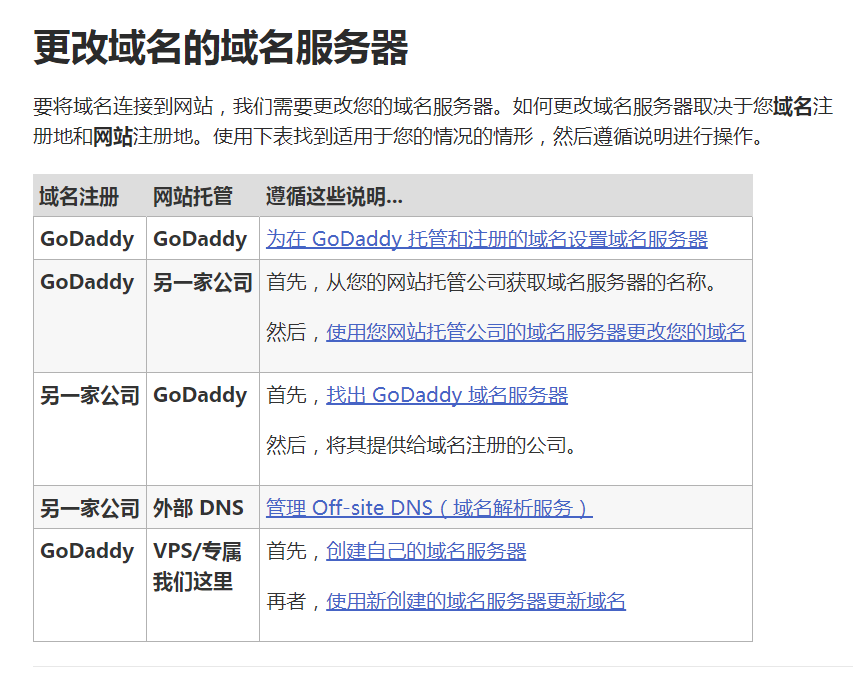 更改域名的域名服务器
要将域名连接到网站，我们需要更改您的域名服务器。如何更改域名服务器取决于您域名注
册地和网站注册地。使用下表找到适用于您的情况的情形，然后遵循说明进行操作。
域名注册 网站托管 遵循这些说明...
GoDaddy GoDaddy 为在 GoDaddy 托管和注册的域名设置域名服务器
GoDaddy 另一家公司 首先，从您的网站托管公司获取域名服务器的名称。
然后，使用您网站托管公司的域名服务器更改您的域名
另一家公司 GoDaddy 首先，找出 GoDaddy 域名服务器
然后，将其提供给域名注册的公司。
另一家公司 外部 DNS 管理 Off-site DNS（域名解析服务）
GoDaddy VPS/专属 首先，创建自己的域名服务器
我们这里
再者，使用新创建的域名服务器更新域名